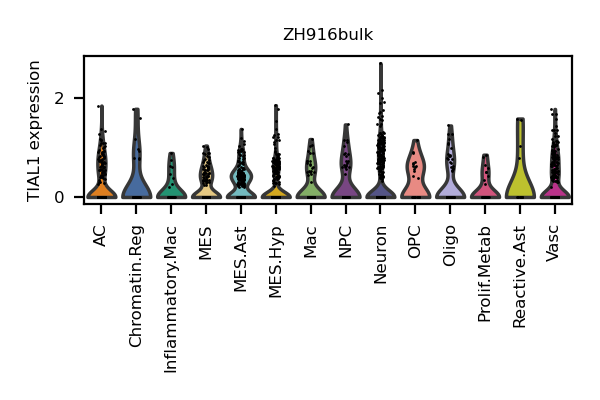 ZH916bulk
TIAL1 expression
2
0
AC
Chromatin.Reg
Inflammatory.Mac
MES
MES.Ast
MES.Hyp
Mac
NPC
Neuron
OPC
Oligo
Prolif.Metab
Reactive.Ast
Vasc